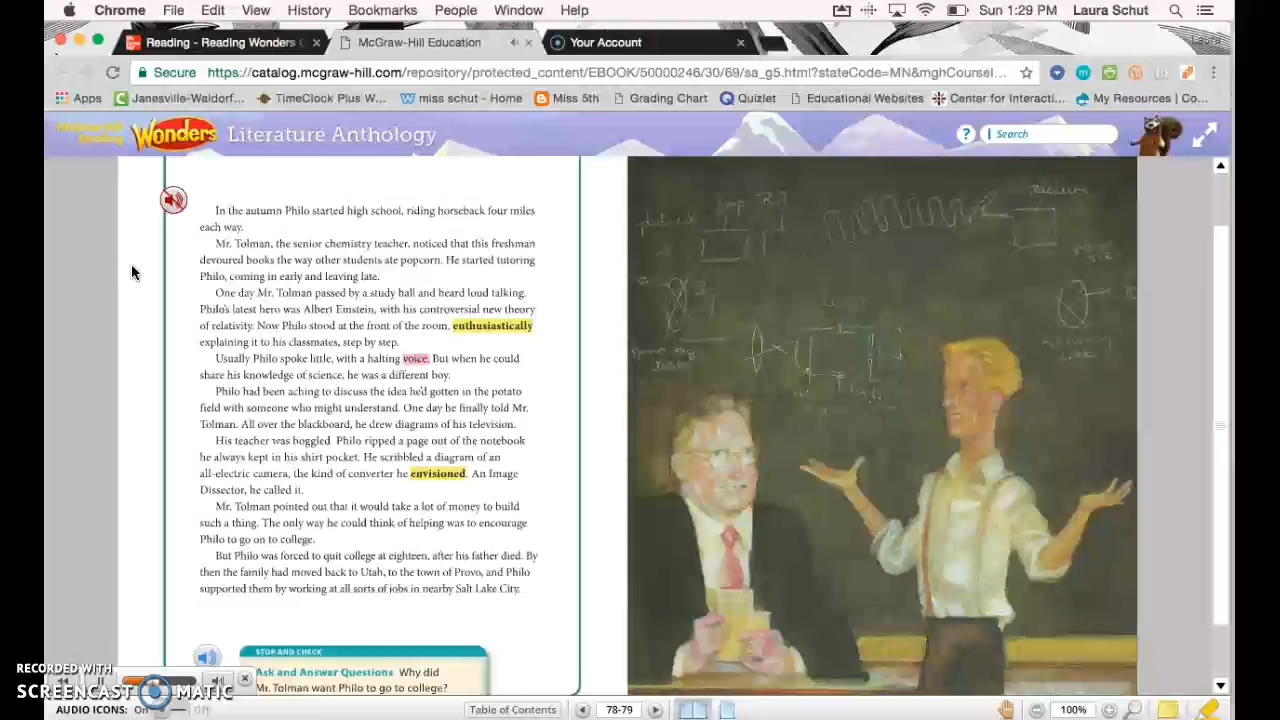 Chrome File Edit View History Bookmarks People Window Help Sun 1:29 PM Laura Schut
Reading - Reading Wonders McGraw-Hill Education Your Account Laura
Secure https://catalog.mcgraw-hill.com/repository/protected_content/EBOOK/50000246/30/69/sa_g5.html?stateCode=MN&mghCoursel...
Apps Janesville-Waldorf... TimeClock Plus W... miss schut - Home Miss 5th Grading Chart Quizlet Educational Websites Center for Interacti... My Resources | Co...
McGraw-Hill Reading Wonders Literature Anthology ? Search
In the autumn Philo started high school, riding horseback four miles
each way.
Mr. Tolman, the senior chemistry teacher, noticed that this freshman
devoured books the way other students ate popcorn. He started tutoring
Philo, coming in early and leaving late.
One day Mr. Tolman passed by a study hall and heard loud talking.
Philo's latest hero was Albert Einstein, with his controversial new theory
of relativity. Now Philo stood at the front of the room, enthusiastically
explaining it to his classmates, step by step.
Usually Philo spoke little, with a halting voice. But when he could
share his knowledge of science, he was a different boy.
Philo had been aching to discuss the idea he'd gotten in the potato
field with someone who might understand. One day he finally told Mr.
Tolman. All over the blackboard, he drew diagrams of his television.
His teacher was boggled. Philo ripped a page out of the notebook
he always kept in his shirt pocket. He scribbled a diagram of an
all-electric camera, the kind of converter he envisioned. An Image
Dissector, he called it.
Mr. Tolman pointed out that it would take a lot of money to build
such a thing. The only way he could think of helping was to encourage
Philo to go on to college.
But Philo was forced to quit college at eighteen, after his father died. By
then the family had moved back to Utah, to the town of Provo, and Philo
supported them by working at all sorts of jobs in nearby Salt Lake City.
STOP AND CHECK
Ask and Answer Questions Why did
Mr. Tolman want Philo to go to college?
RECORDED WITH
SCREENCAST MATIC
AUDIO ICONS: On Off Table of Contents 78-79 100%